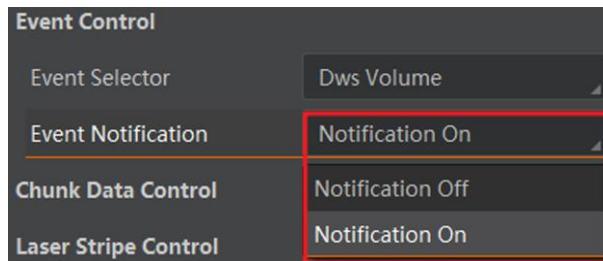 Event Control
Event Selector Dws Volume
Event Notification Notification On
Chunk Data Control Notification Off
Laser Stripe Control Notification On